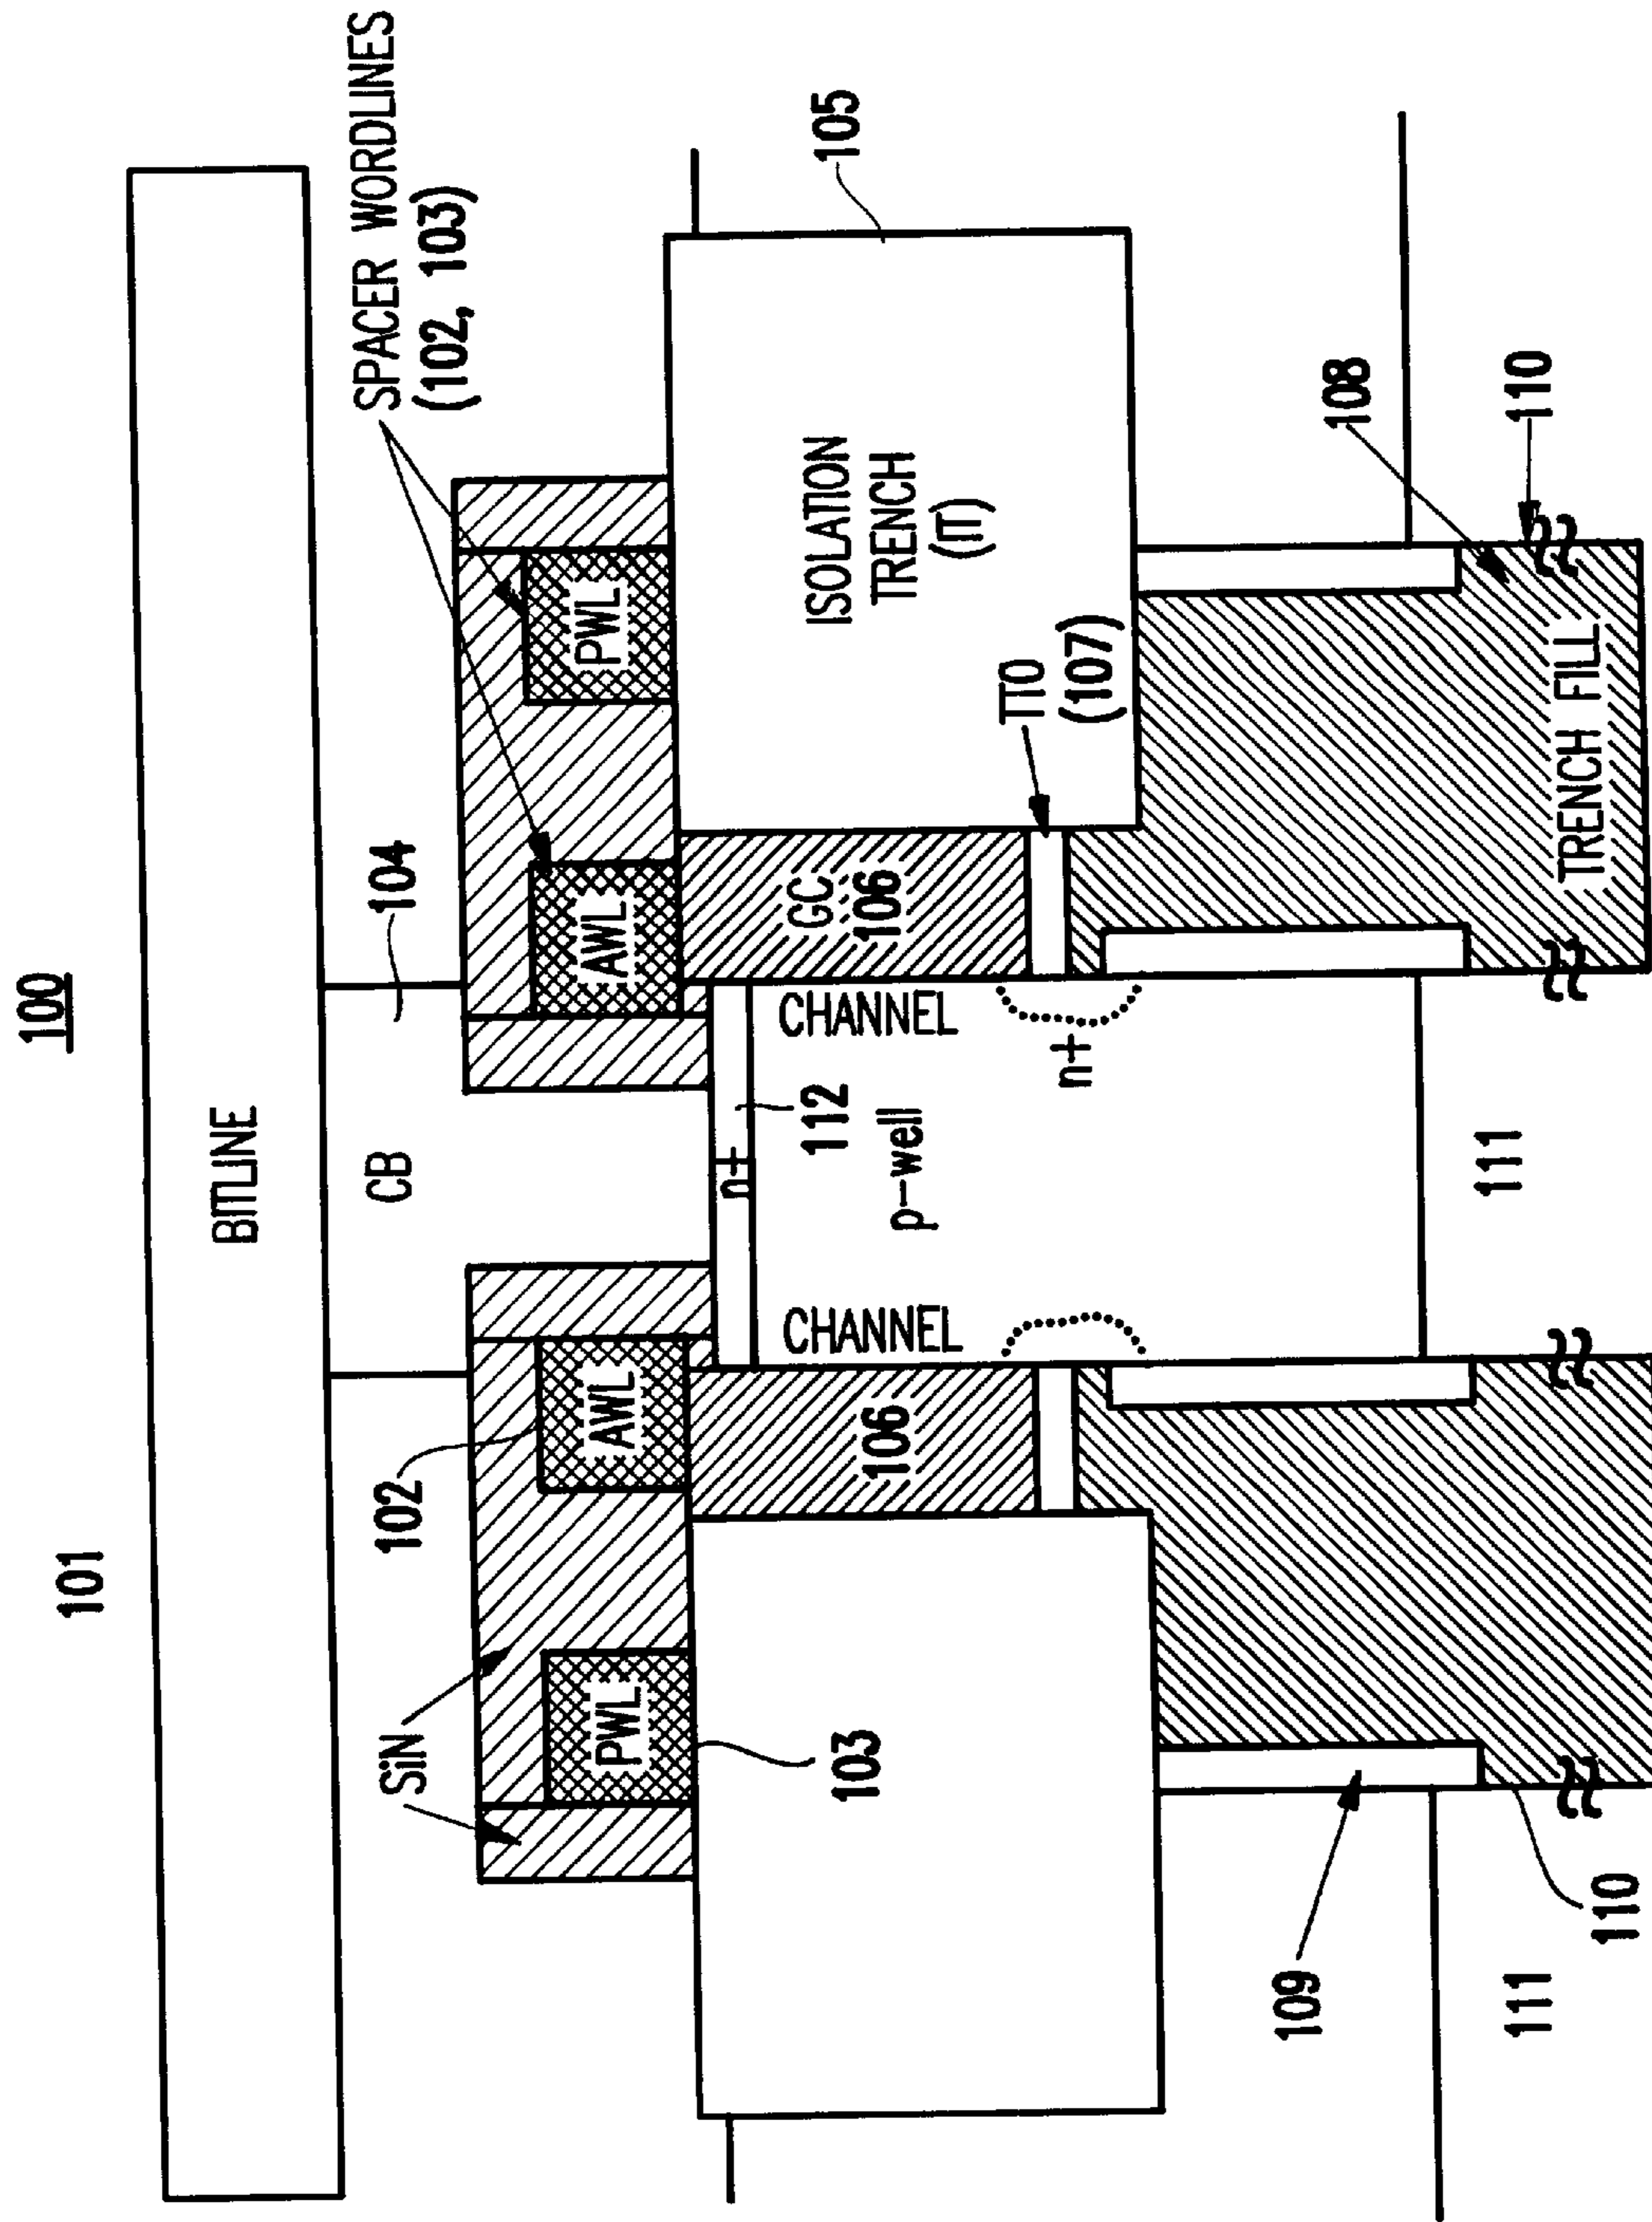 100
101
BITLINE
SPACER WORDLINES
(102, 103)
SiN
102
CB
104
PWL
AWL
AWL
PWL
103
106
CHANNEL
n+
112
p-well
CHANNEL
GC
106
ISOLATION
TRENCH
(IT)
105
n+
TTO
(107)
109
108
110
111
110
111
TRENCH FILL